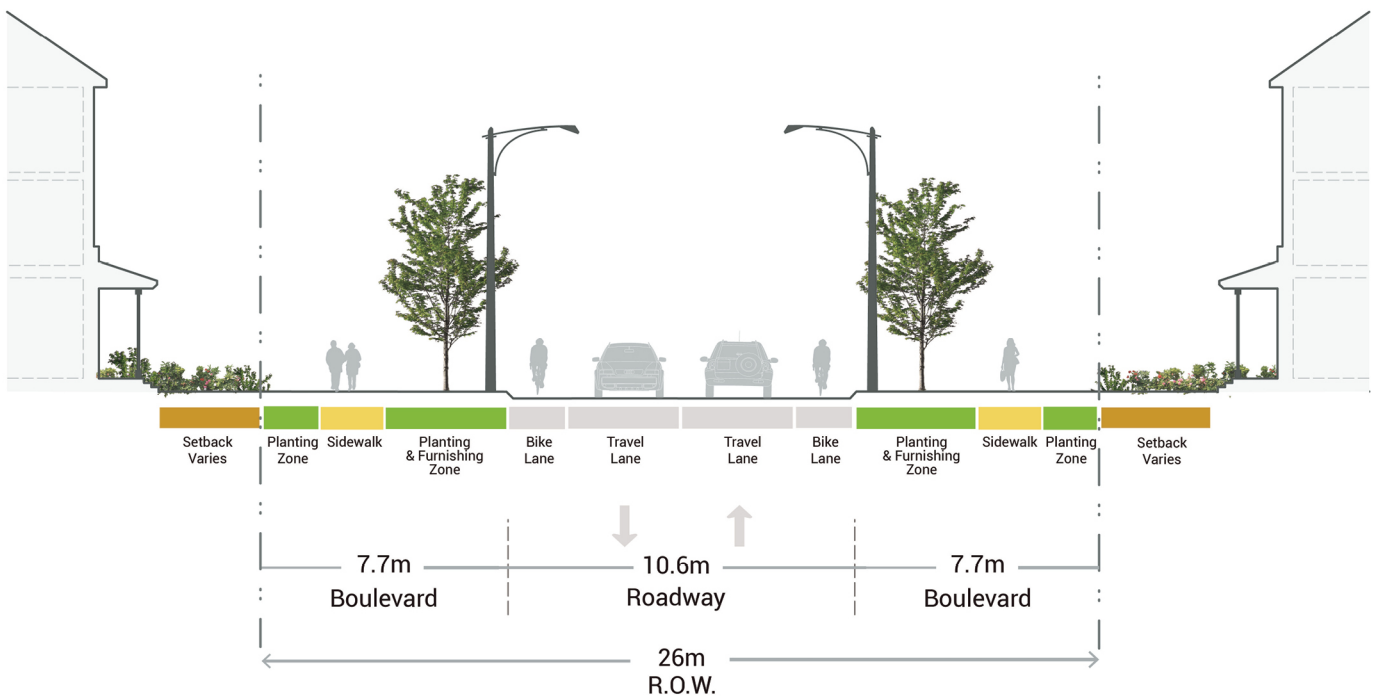 Setback
Varies
Planting
Zone
Sidewalk
Planting
& Furnishing
Zone
Bike
Lane
Travel
Lane
Travel
Lane
Bike
Lane
Planting
& Furnishing
Zone
Sidewalk
Planting
Zone
Setback
Varies
7.7m
Boulevard
10.6m
Roadway
7.7m
Boulevard
26m
R.O.W.